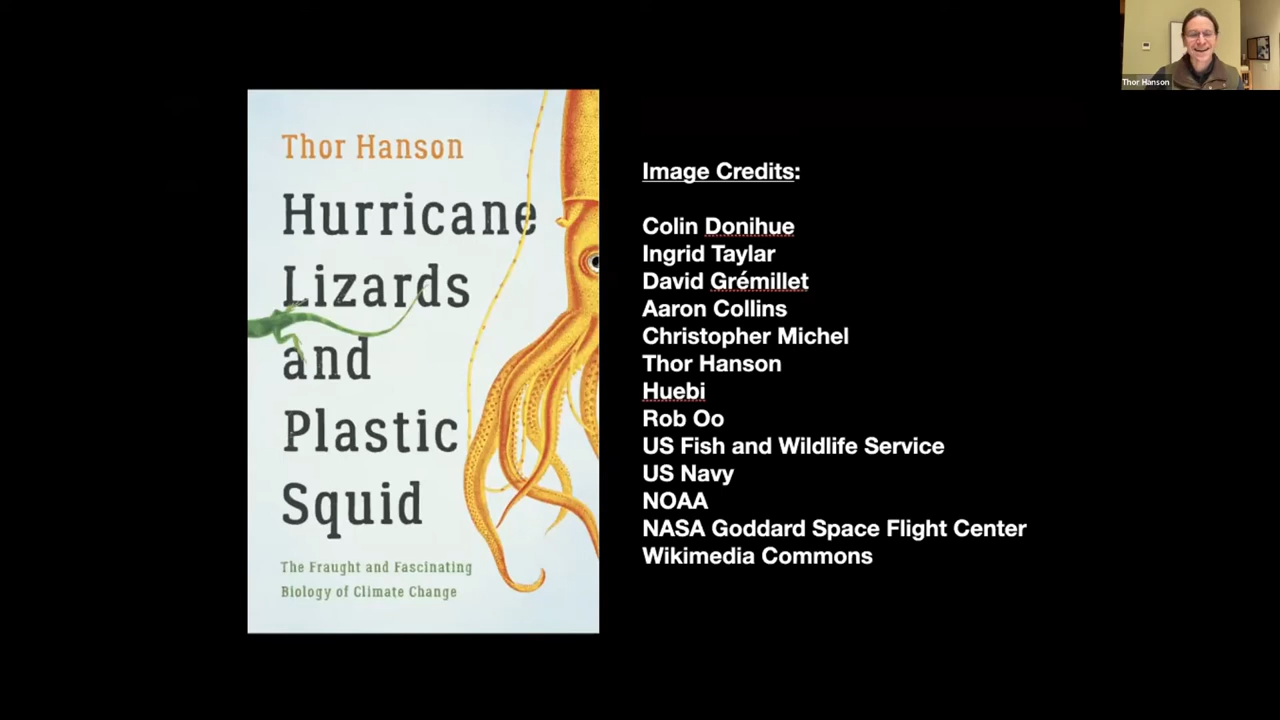 Thor Hanson
Hurricane
Lizards
and
Plastic
Squid
The Fraught and Fascinating
Biology of Climate Change
Image Credits:
Colin Donihue
Ingrid Taylar
David Grémillet
Aaron Collins
Christopher Michel
Thor Hanson
Huebi
Rob Oo
US Fish and Wildlife Service
US Navy
NOAA
NASA Goddard Space Flight Center
Wikimedia Commons
Thor Hanson